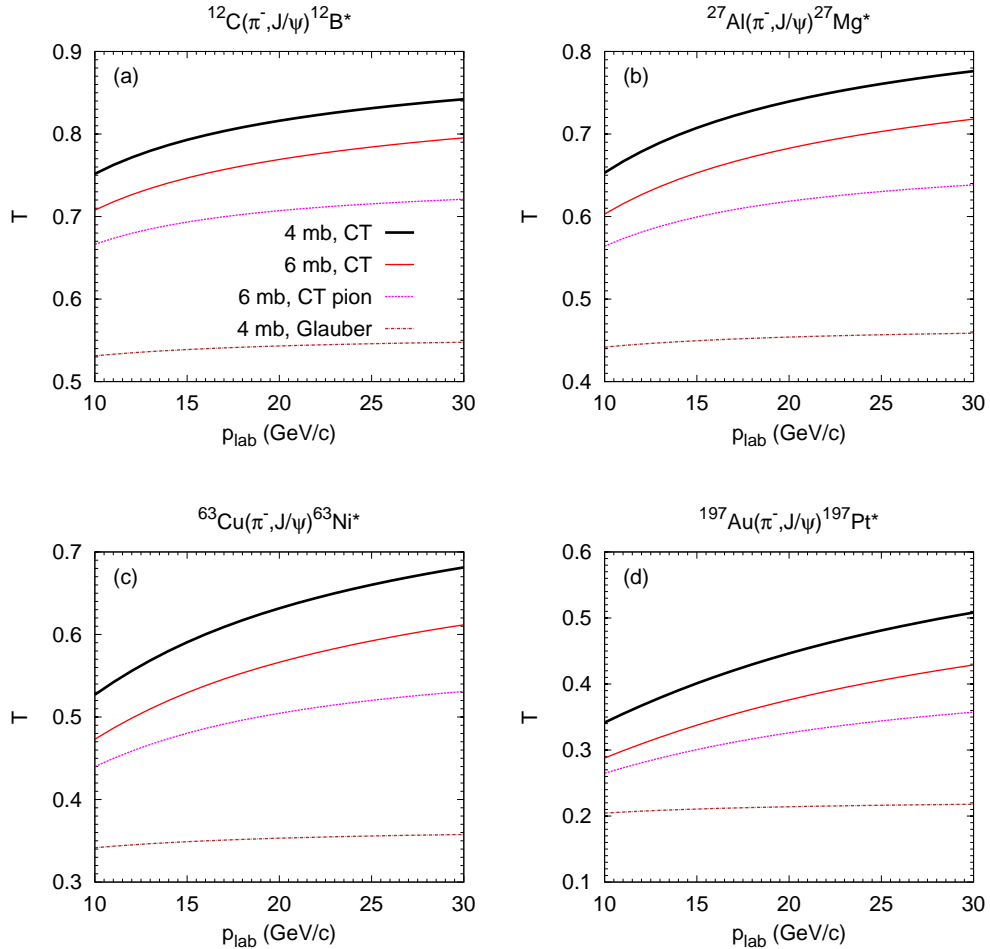 ¹²C(π⁻,J/ψ)¹²B*
(a)
T
0.9
0.8
0.7
0.6
0.5
4 mb, CT
6 mb, CT
6 mb, CT pion
4 mb, Glauber
10 15 20 25 30
p_lab (GeV/c)
²⁷Al(π⁻,J/ψ)²⁷Mg*
(b)
T
0.8
0.7
0.6
0.5
0.4
10 15 20 25 30
p_lab (GeV/c)
⁶³Cu(π⁻,J/ψ)⁶³Ni*
(c)
T
0.7
0.6
0.5
0.4
0.3
10 15 20 25 30
p_lab (GeV/c)
¹⁹⁷Au(π⁻,J/ψ)¹⁹⁷Pt*
(d)
T
0.6
0.5
0.4
0.3
0.2
0.1
10 15 20 25 30
p_lab (GeV/c)